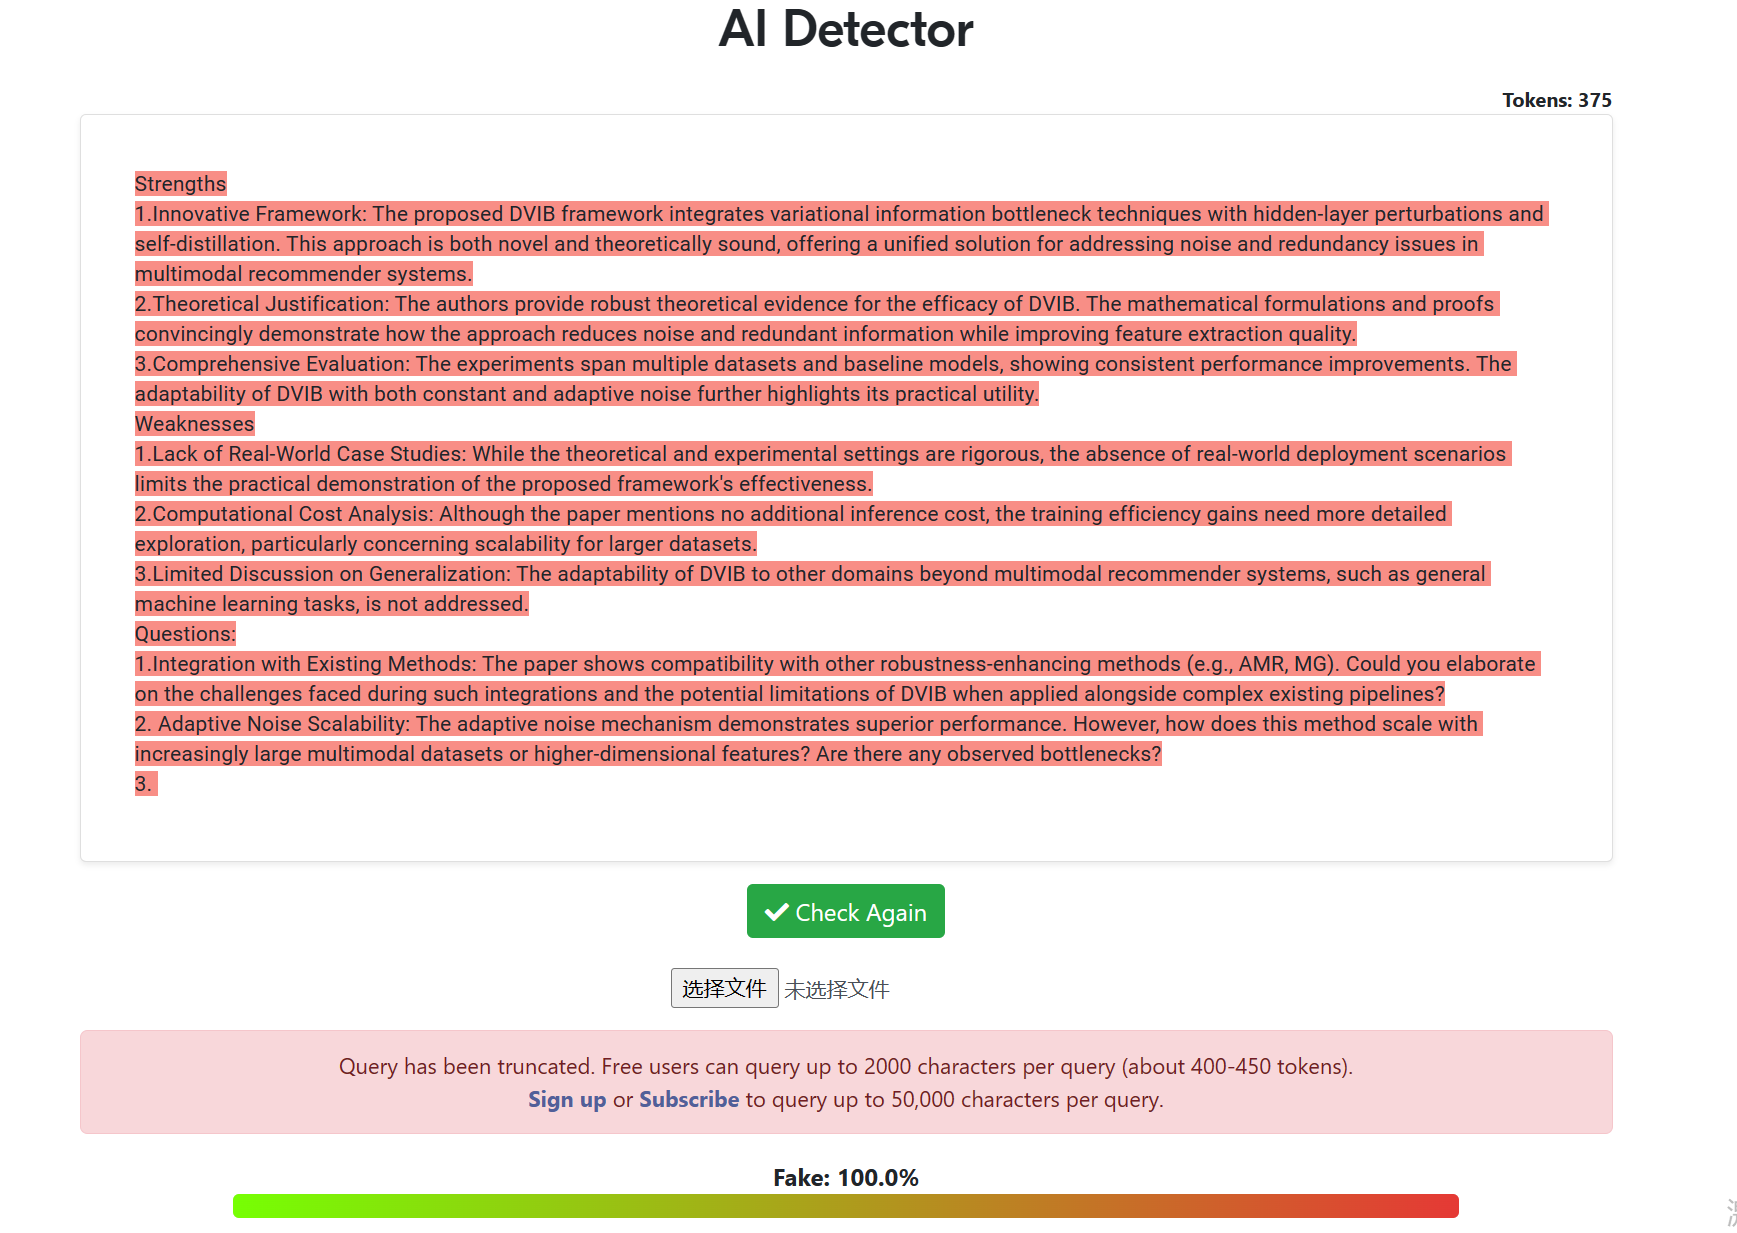 AI Detector
Tokens: 375
Strengths
1.Innovative Framework: The proposed DVIB framework integrates variational information bottleneck techniques with hidden-layer perturbations and
self-distillation. This approach is both novel and theoretically sound, offering a unified solution for addressing noise and redundancy issues in
multimodal recommender systems.
2.Theoretical Justification: The authors provide robust theoretical evidence for the efficacy of DVIB. The mathematical formulations and proofs
convincingly demonstrate how the approach reduces noise and redundant information while improving feature extraction quality.
3.Comprehensive Evaluation: The experiments span multiple datasets and baseline models, showing consistent performance improvements. The
adaptability of DVIB with both constant and adaptive noise further highlights its practical utility.
Weaknesses
1.Lack of Real-World Case Studies: While the theoretical and experimental settings are rigorous, the absence of real-world deployment scenarios
limits the practical demonstration of the proposed framework's effectiveness.
2.Computational Cost Analysis: Although the paper mentions no additional inference cost, the training efficiency gains need more detailed
exploration, particularly concerning scalability for larger datasets.
3.Limited Discussion on Generalization: The adaptability of DVIB to other domains beyond multimodal recommender systems, such as general
machine learning tasks, is not addressed.
Questions:
1.Integration with Existing Methods: The paper shows compatibility with other robustness-enhancing methods (e.g., AMR, MG). Could you elaborate
on the challenges faced during such integrations and the potential limitations of DVIB when applied alongside complex existing pipelines?
2. Adaptive Noise Scalability: The adaptive noise mechanism demonstrates superior performance. However, how does this method scale with
increasingly large multimodal datasets or higher-dimensional features? Are there any observed bottlenecks?
3.
Check Again
选择文件 未选择文件
Query has been truncated. Free users can query up to 2000 characters per query (about 400-450 tokens).
Sign up or Subscribe to query up to 50,000 characters per query.
Fake: 100.0%